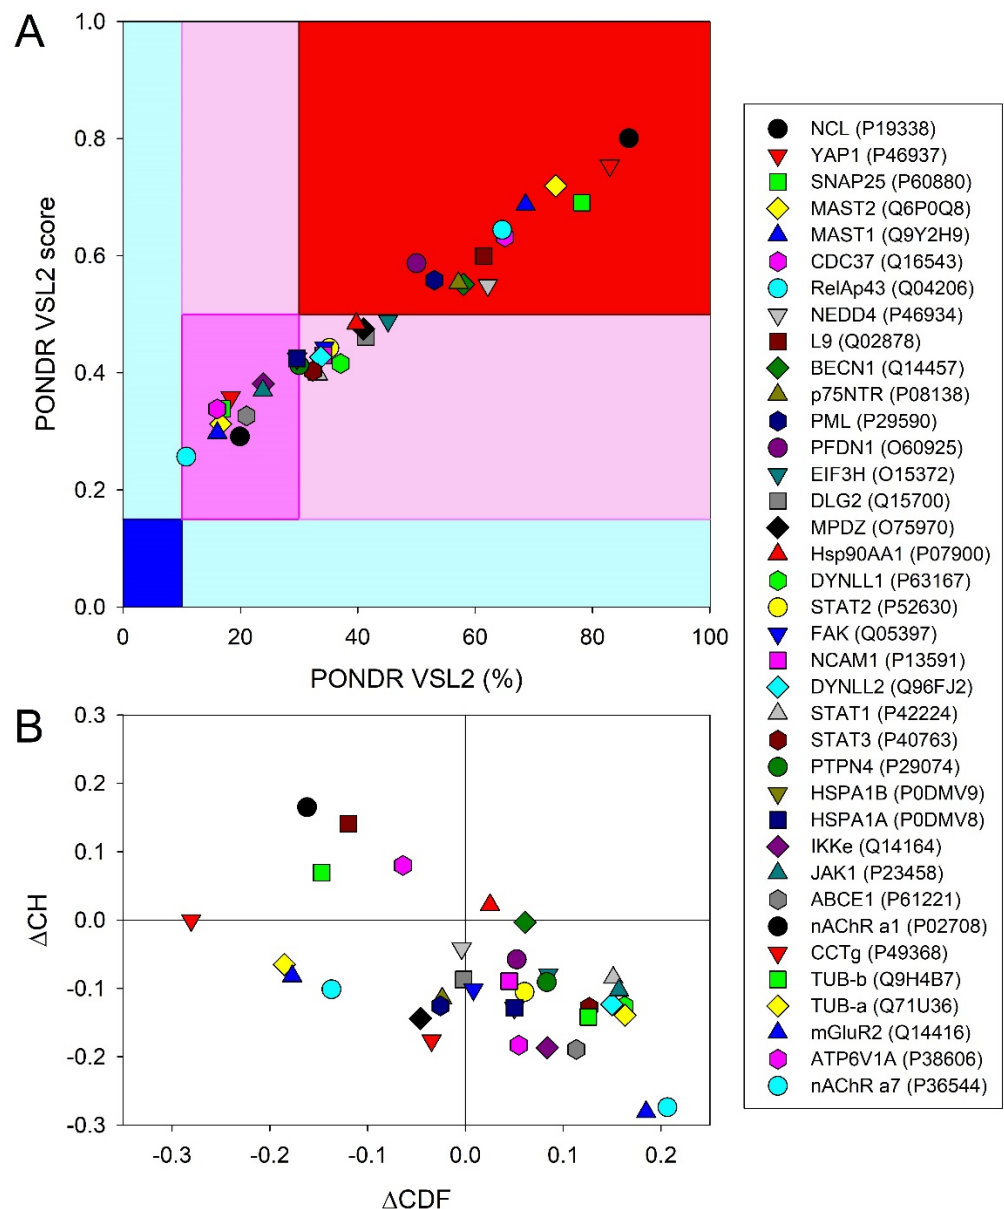 A
1.0
0.8
0.6
0.4
0.2
0.0
PONDR VSL2 score
0 20 40 60 80 100
PONDR VSL2 (%)
B
0.3
0.2
0.1
0.0
-0.1
-0.2
-0.3
ΔCH
-0.3 -0.2 -0.1 0.0 0.1 0.2
ΔCDF
NCL (P19338)
YAP1 (P46937)
SNAP25 (P60880)
MAST2 (Q6P0Q8)
MAST1 (Q9Y2H9)
CDC37 (Q16543)
RelAp43 (Q04206)
NEDD4 (P46934)
L9 (Q02878)
BECN1 (Q14457)
p75NTR (P08138)
PML (P29590)
PFDN1 (O60925)
EIF3H (O15372)
DLG2 (Q15700)
MPDZ (O75970)
Hsp90AA1 (P07900)
DYNLL1 (P63167)
STAT2 (P52630)
FAK (Q05397)
NCAM1 (P13591)
DYNLL2 (Q96FJ2)
STAT1 (P42224)
STAT3 (P40763)
PTPN4 (P29074)
HSPA1B (P0DMV9)
HSPA1A (P0DMV8)
IKKe (Q14164)
JAK1 (P23458)
ABCE1 (P61221)
nAChR a1 (P02708)
CCTg (P49368)
TUB-b (Q9H4B7)
TUB-a (Q71U36)
mGluR2 (Q14416)
ATP6V1A (P38606)
nAChR a7 (P36544)